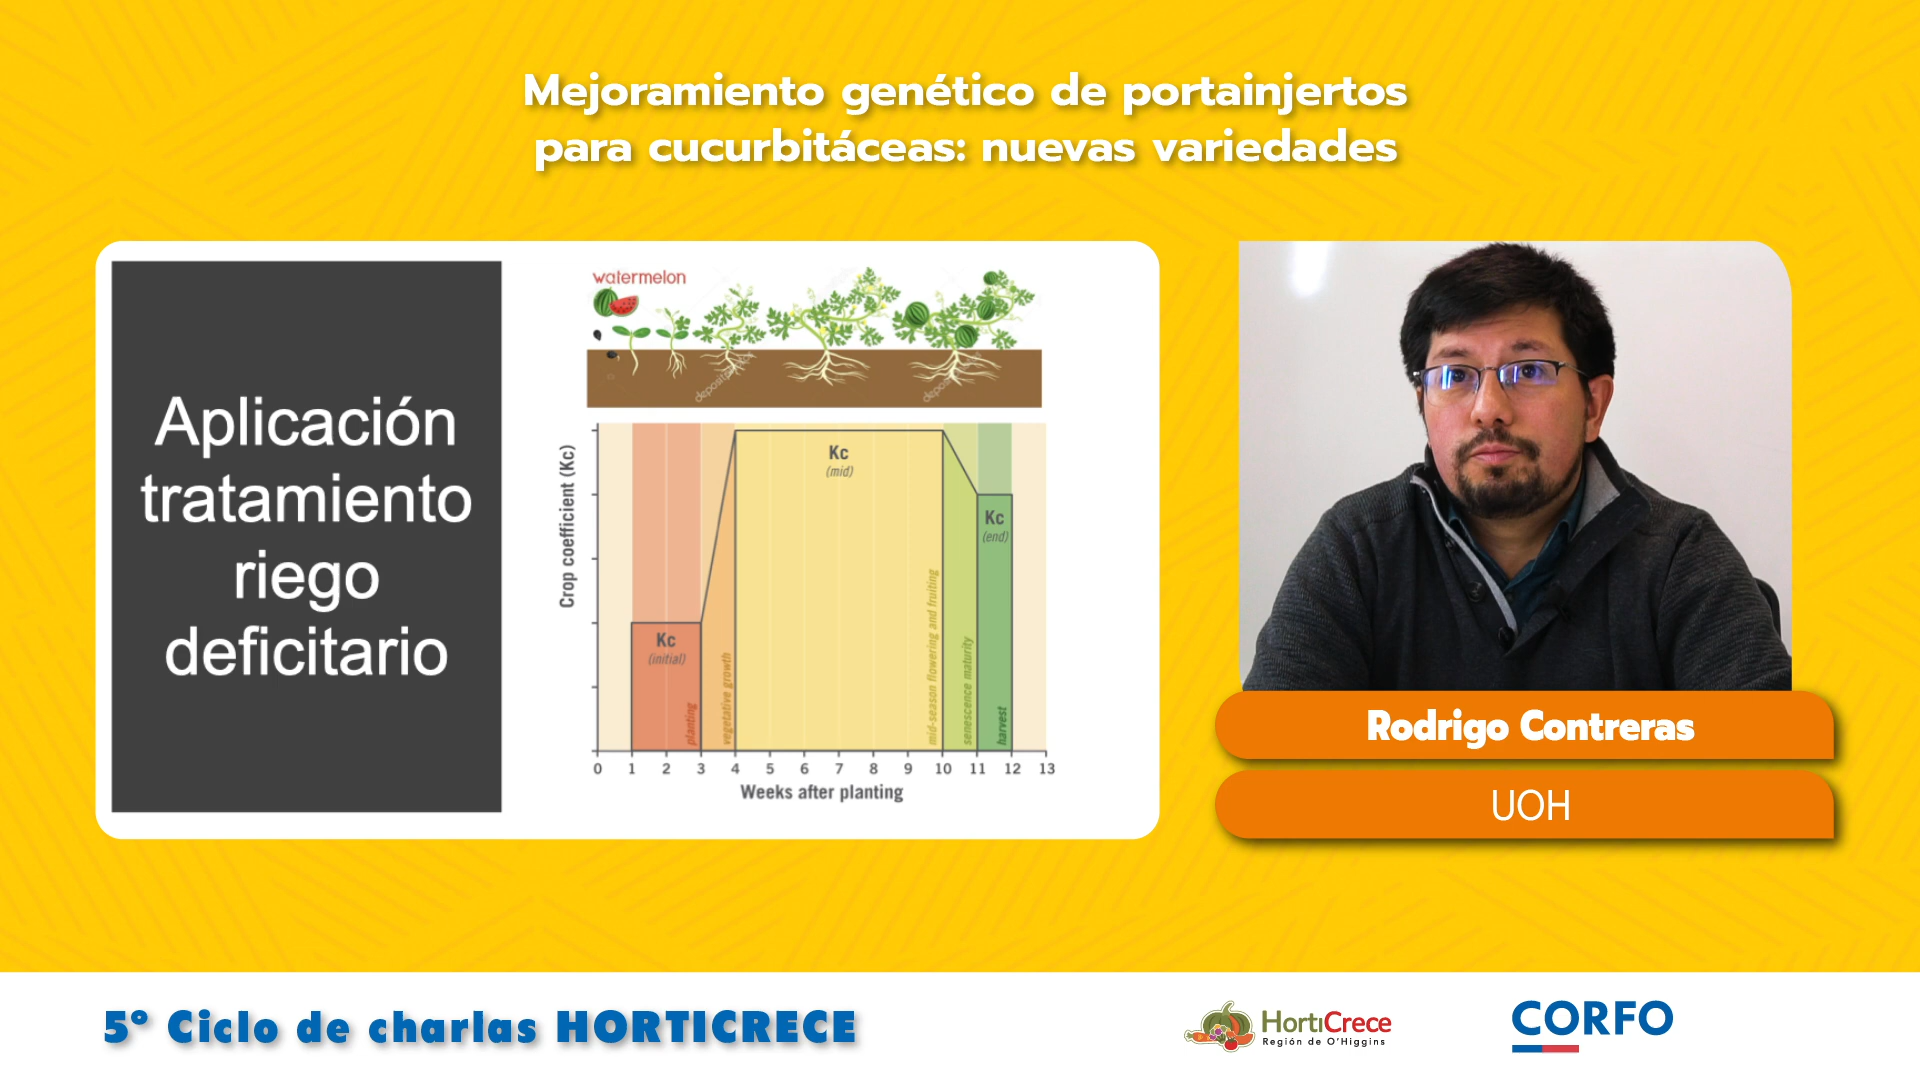 Mejoramiento genético de portainjertos
para cucurbitáceas: nuevas variedades
Aplicación
tratamiento
riego
deficitario
watermelon
depositp
deposit
Crop coefficient (Kc)
Kc
(initial)
Kc
(mid)
Kc
(end)
planting
vegetative growth
mid-season flowering and fruiting
senescence maturity
harvest
0 1 2 3 4 5 6 7 8 9 10 11 12 13
Weeks after planting
Rodrigo Contreras
UOH
5° Ciclo de charlas HORTICRECE
HortiCrece
Región de O'Higgins
CORFO